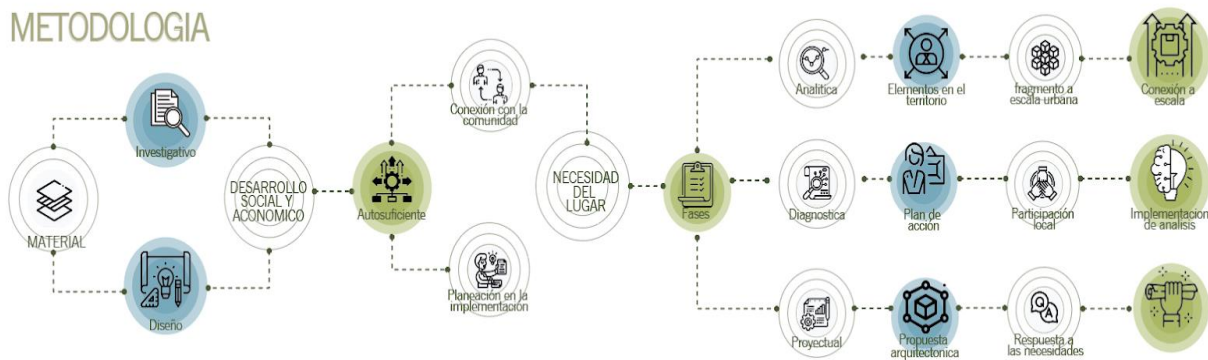 METODOLOGIA
MATERIAL
Investigativo
Diseño
DESARROLLO
SOCIAL Y
ACONOMICO
Autosuficiente
Conexión con la
comunidad
Planeación en la
implementación
NECESIDAD
DEL
LUGAR
Fases
Analítica
Elementos en el
territorio
fragmento a
escala urbana
Conexión a
escala
Diagnostica
Plan de
acción
Participación
local
Implementacion
de analisis
Proyectual
Propuesta
arquitectonica
Q
A
Respuesta a
las necesidades